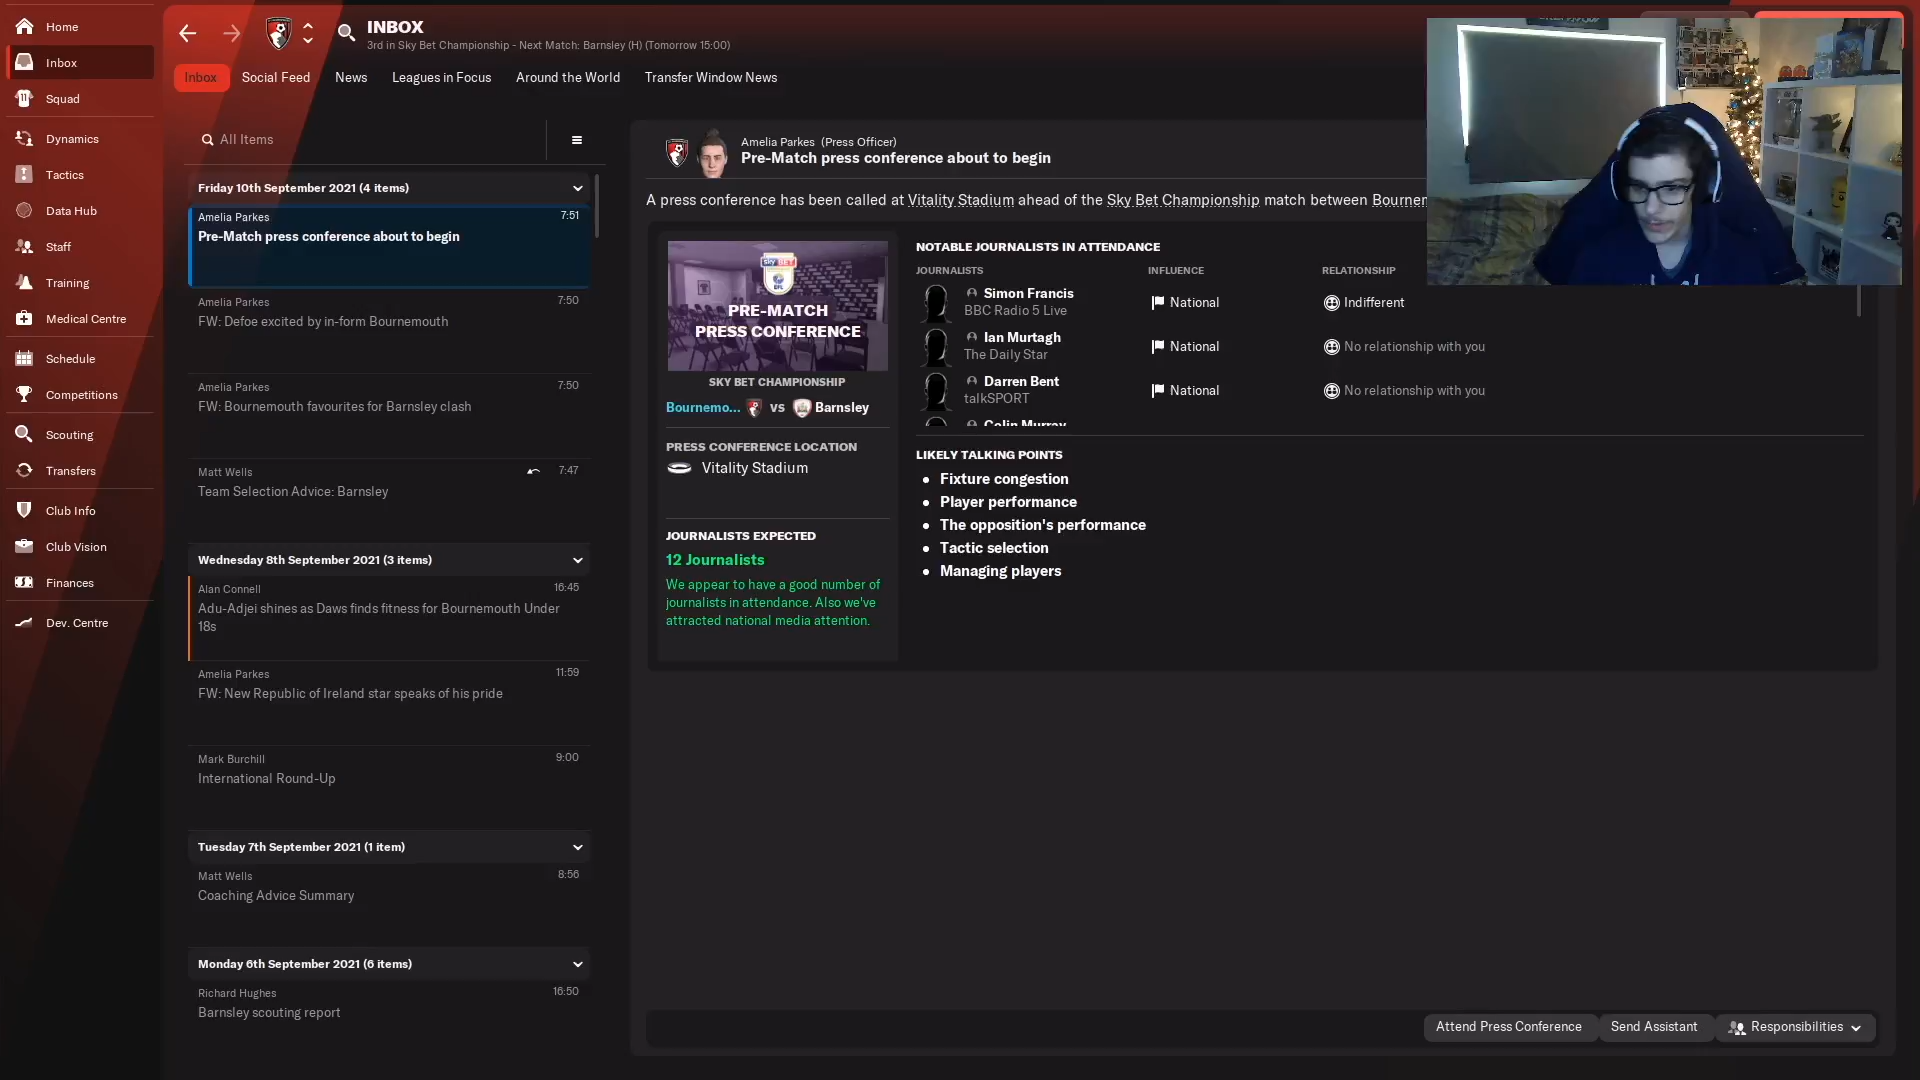 Home
Inbox
Squad
Dynamics
Tactics
Data Hub
Staff
Training
Medical Centre
Schedule
Competitions
Scouting
Transfers
Club Info
Club Vision
Finances
Dev. Centre
INBOX
3rd in Sky Bet Championship - Next Match: Barnsley (H) (Tomorrow 15:00)
Inbox Social Feed News Leagues in Focus Around the World Transfer Window News
All Items
Friday 10th September 2021 (4 items)
Amelia Parkes 7:51
Pre-Match press conference about to begin
Amelia Parkes 7:50
FW: Defoe excited by in-form Bournemouth
Amelia Parkes 7:50
FW: Bournemouth favourites for Barnsley clash
Matt Wells 7:47
Team Selection Advice: Barnsley
Wednesday 8th September 2021 (3 items)
Alan Connell 16:45
Adu-Adjei shines as Daws finds fitness for Bournemouth Under
18s
Amelia Parkes 11:59
FW: New Republic of Ireland star speaks of his pride
Mark Burchill 9:00
International Round-Up
Tuesday 7th September 2021 (1 item)
Matt Wells 8:56
Coaching Advice Summary
Monday 6th September 2021 (6 items)
Richard Hughes 16:50
Barnsley scouting report
Amelia Parkes (Press Officer)
Pre-Match press conference about to begin
A press conference has been called at Vitality Stadium ahead of the Sky Bet Championship match between Bournem
sky BET
EFL
PRE-MATCH
PRESS CONFERENCE
SKY BET CHAMPIONSHIP
Bournemo... VS Barnsley
PRESS CONFERENCE LOCATION
Vitality Stadium
JOURNALISTS EXPECTED
12 Journalists
We appear to have a good number of
journalists in attendance. Also we've
attracted national media attention.
NOTABLE JOURNALISTS IN ATTENDANCE
JOURNALISTS INFLUENCE RELATIONSHIP
Simon Francis
BBC Radio 5 Live
National Indifferent
Ian Murtagh
The Daily Star
National No relationship with you
Darren Bent
talkSPORT
National No relationship with you
Colin Murray
LIKELY TALKING POINTS
• Fixture congestion
• Player performance
• The opposition's performance
• Tactic selection
• Managing players
Attend Press Conference Send Assistant Responsibilities